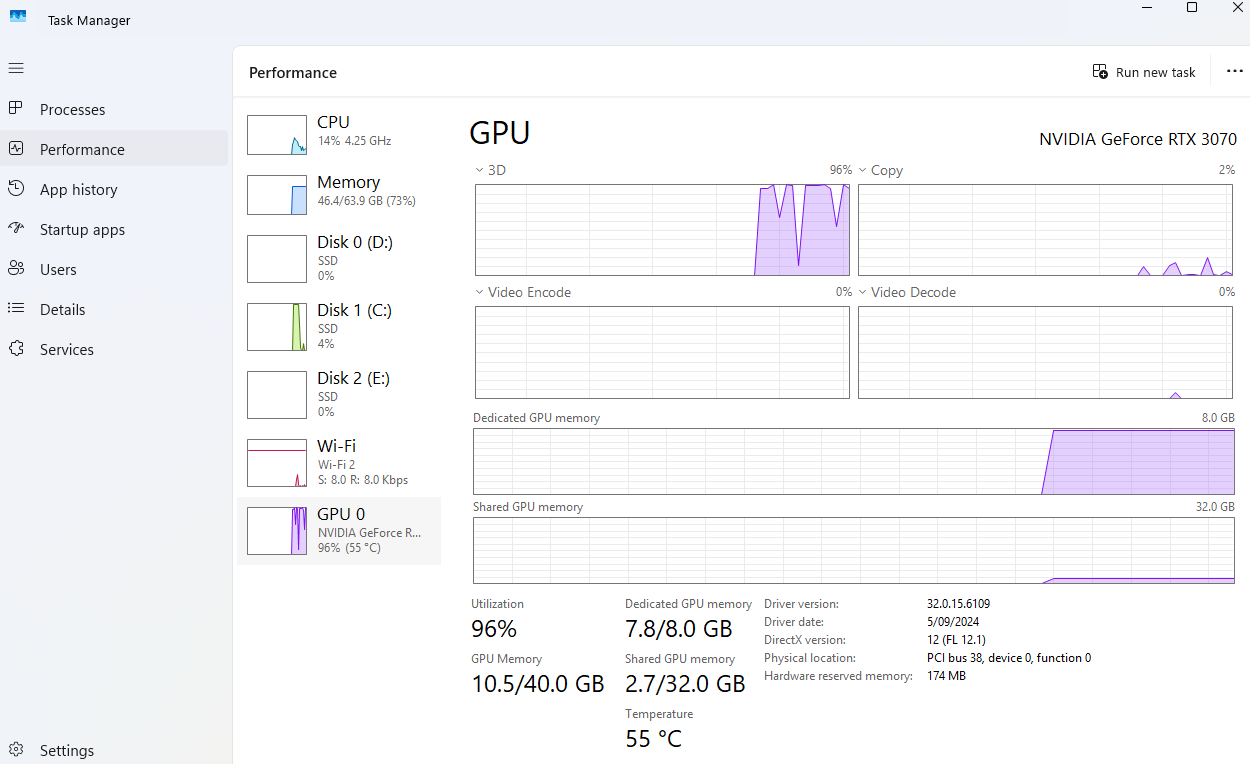 Task Manager
Performance
Run new task
Processes
Performance
App history
Startup apps
Users
Details
Services
Settings
CPU
14% 4.25 GHz
Memory
46.4/63.9 GB (73%)
Disk 0 (D:)
SSD
0%
Disk 1 (C:)
SSD
4%
Disk 2 (E:)
SSD
0%
Wi-Fi
Wi-Fi 2
S: 8.0 R: 8.0 Kbps
GPU 0
NVIDIA GeForce R...
96% (55 °C)
GPU
NVIDIA GeForce RTX 3070
3D 96%
Copy 2%
Video Encode 0%
Video Decode 0%
Dedicated GPU memory 8.0 GB
Shared GPU memory 32.0 GB
Utilization
96%
Dedicated GPU memory
7.8/8.0 GB
GPU Memory
10.5/40.0 GB
Shared GPU memory
2.7/32.0 GB
Temperature
55 °C
Driver version: 32.0.15.6109
Driver date: 5/09/2024
DirectX version: 12 (FL 12.1)
Physical location: PCI bus 38, device 0, function 0
Hardware reserved memory: 174 MB